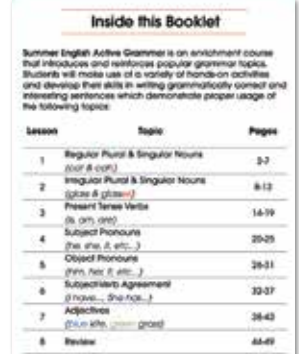 Inside this Booklet
Summer English Active Grammar is an enrichment course
that introduces and reinforces popular grammar topics.
Students will make use of a variety of hands-on activities
and develop their skills in writing grammatically correct and
interesting sentences which demonstrate proper usage of
the following topics:
Lesson Topic Pages
1 Regular Plural & Singular Nouns 2-7
(cat & cats)
2 Irregular Plural & Singular Nouns 8-13
(glass & glasses)
3 Present Tense Verbs 14-19
(is, am, are)
4 Subject Pronouns 20-25
(he, she, it, etc...)
5 Object Pronouns 26-31
(him, her, it, etc...)
6 Subject/Verb Agreement 32-37
(I have..., She has...)
7 Adjectives 38-43
(blue kite, green grass)
8 Review 44-49